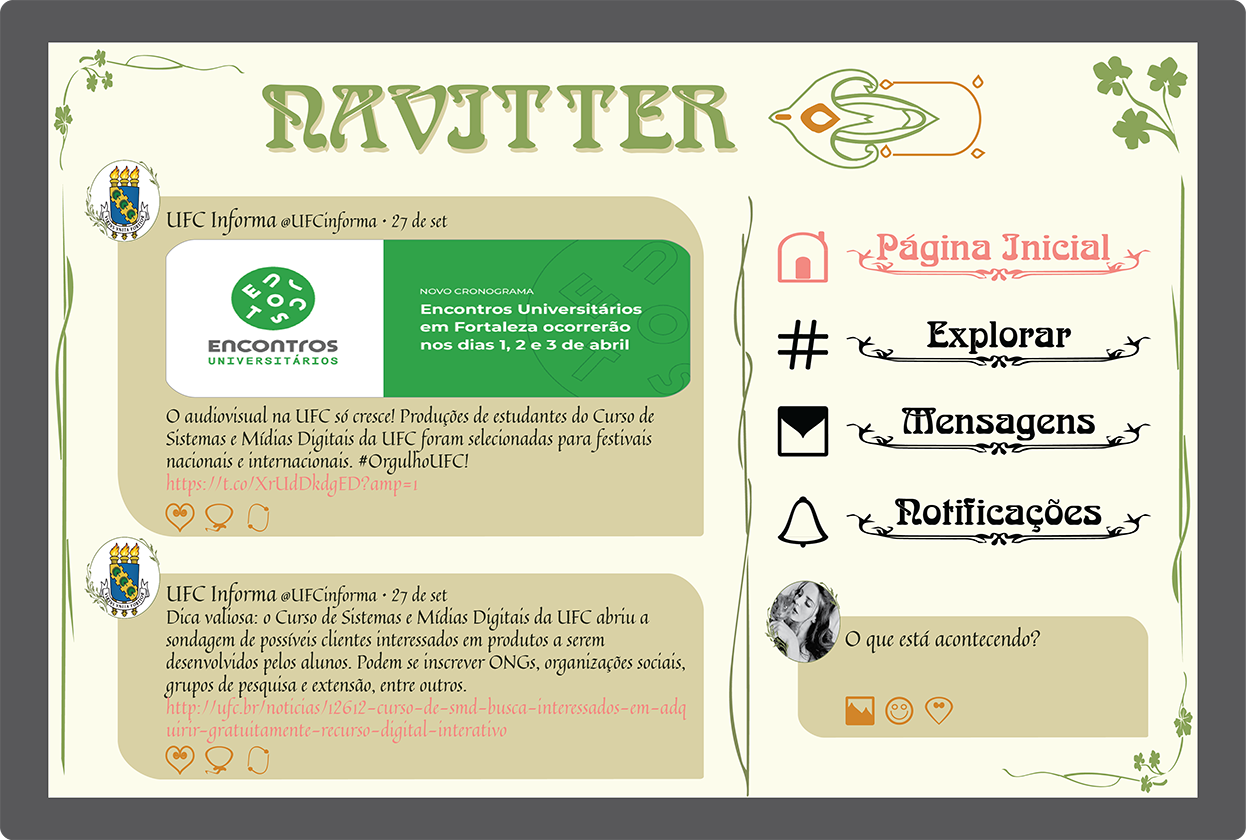 NAVITTER
UFC Informa @UFCinforma • 27 de set
ENCONTROS
ENCONTROS
UNIVERSITÁRIOS
NOVO CRONOGRAMA
Encontros Universitários
em Fortaleza ocorrerão
nos dias 1, 2 e 3 de abril
O audiovisual na UFC só cresce! Produções de estudantes do Curso de
Sistemas e Mídias Digitais da UFC foram selecionadas para festivais
nacionais e internacionais. #OrgulhoUFC!
https://t.co/XrUdDkdgED?amp=1
UFC Informa @UFCinforma • 27 de set
Dica valiosa: o Curso de Sistemas e Mídias Digitais da UFC abriu a
sondagem de possíveis clientes interessados em produtos a serem
desenvolvidos pelos alunos. Podem se inscrever ONGs, organizações sociais,
grupos de pesquisa e extensão, entre outros.
http://ufc.br/noticias/12612-curso-de-smd-busca-interessados-em-adq
uirir-gratuitamente-recurso-digital-interativo
Página Inicial
# Explorar
Mensagens
Notificações
O que está acontecendo?